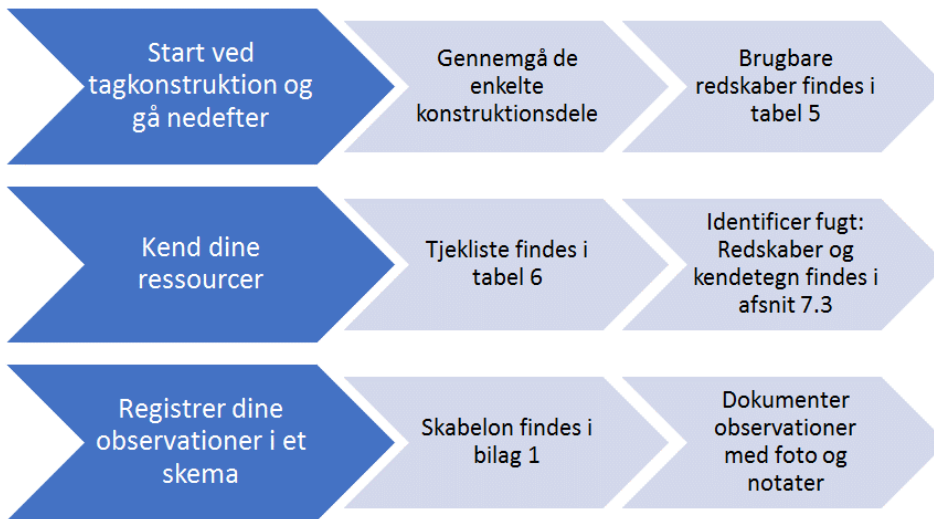 Start ved
tagkonstruktion og
gå nedefter
Gennemgå de
enkelte
konstruktionsdele
Brugbare
redskaber findes i
tabel 5
Kend dine
ressourcer
Tjekliste findes i
tabel 6
Identificer fugt:
Redskaber og
kendetegn findes i
afsnit 7.3
Registrer dine
observationer i et
skema
Skabelon findes i
bilag 1
Dokumenter
observationer
med foto og
notater